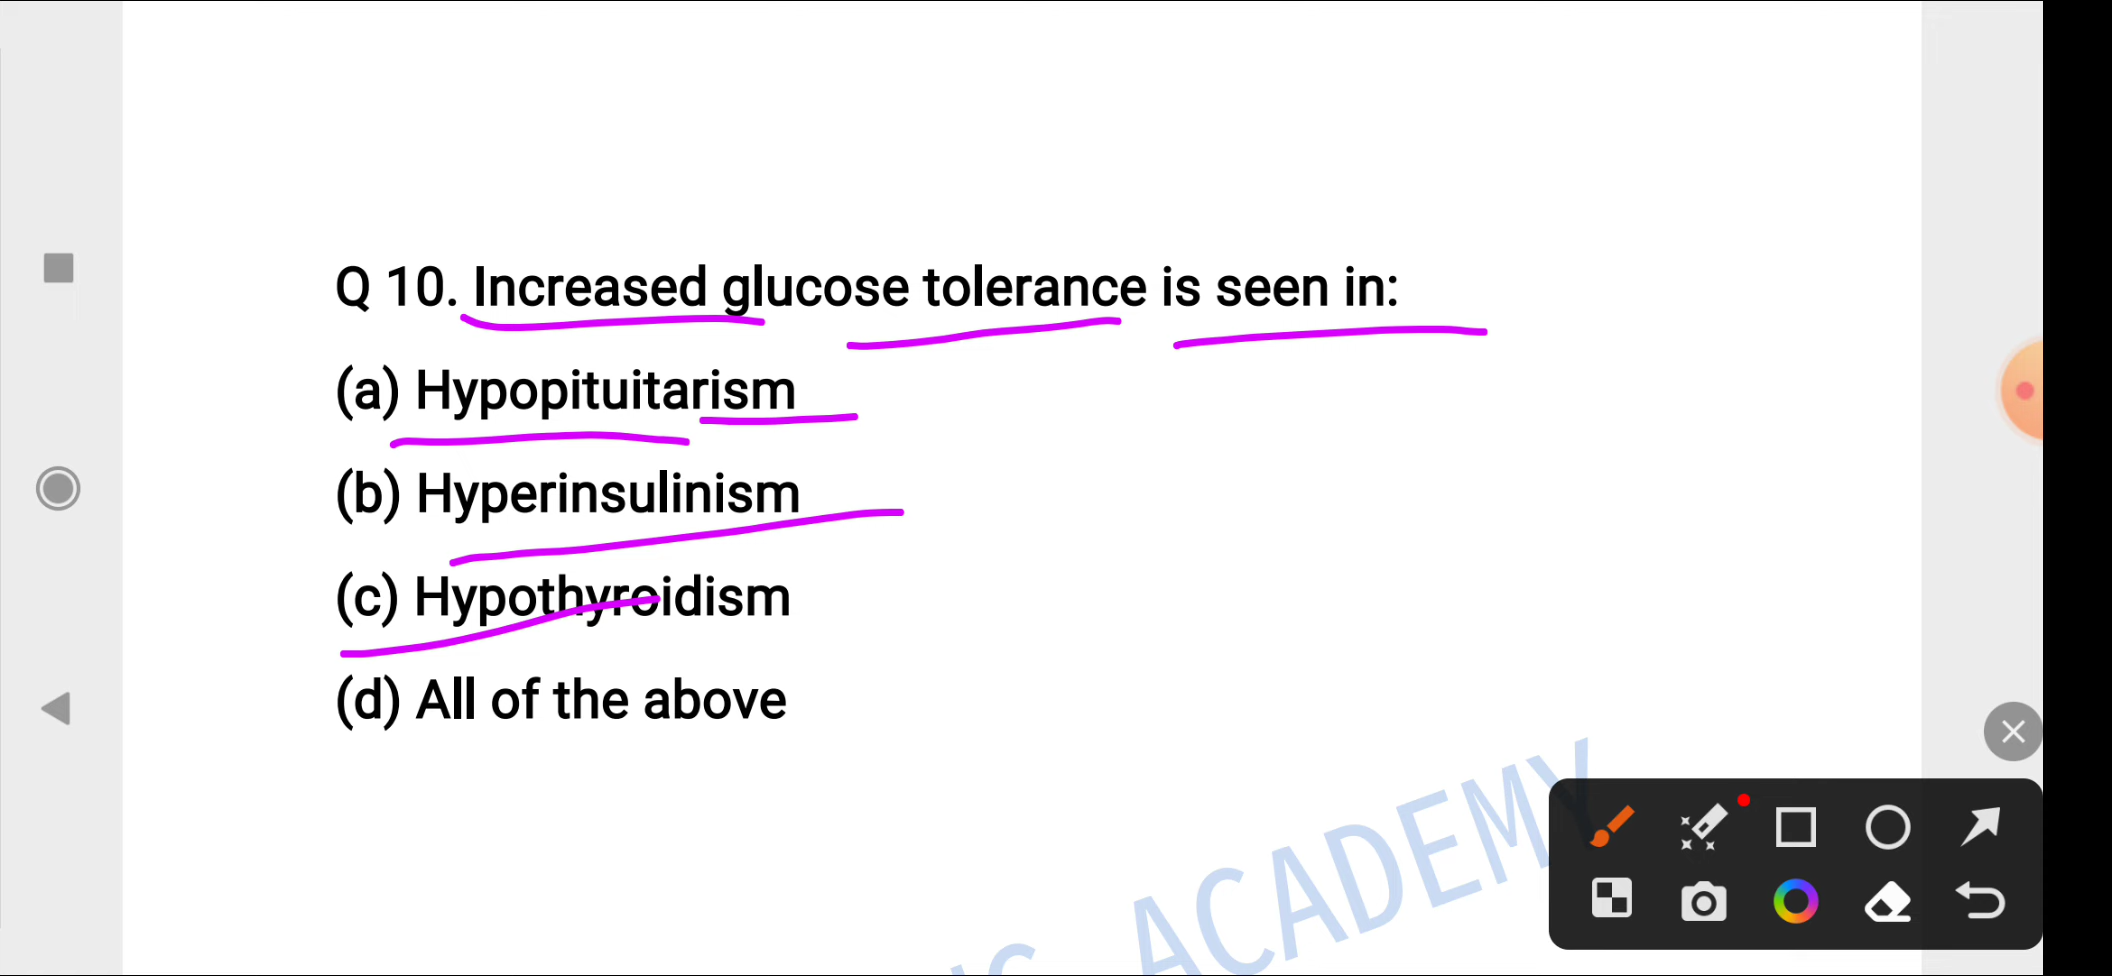 Q 10. Increased glucose tolerance is seen in:
(a) Hypopituitarism
(b) Hyperinsulinism
(c) Hypothyroidism
(d) All of the above
ACADEMY